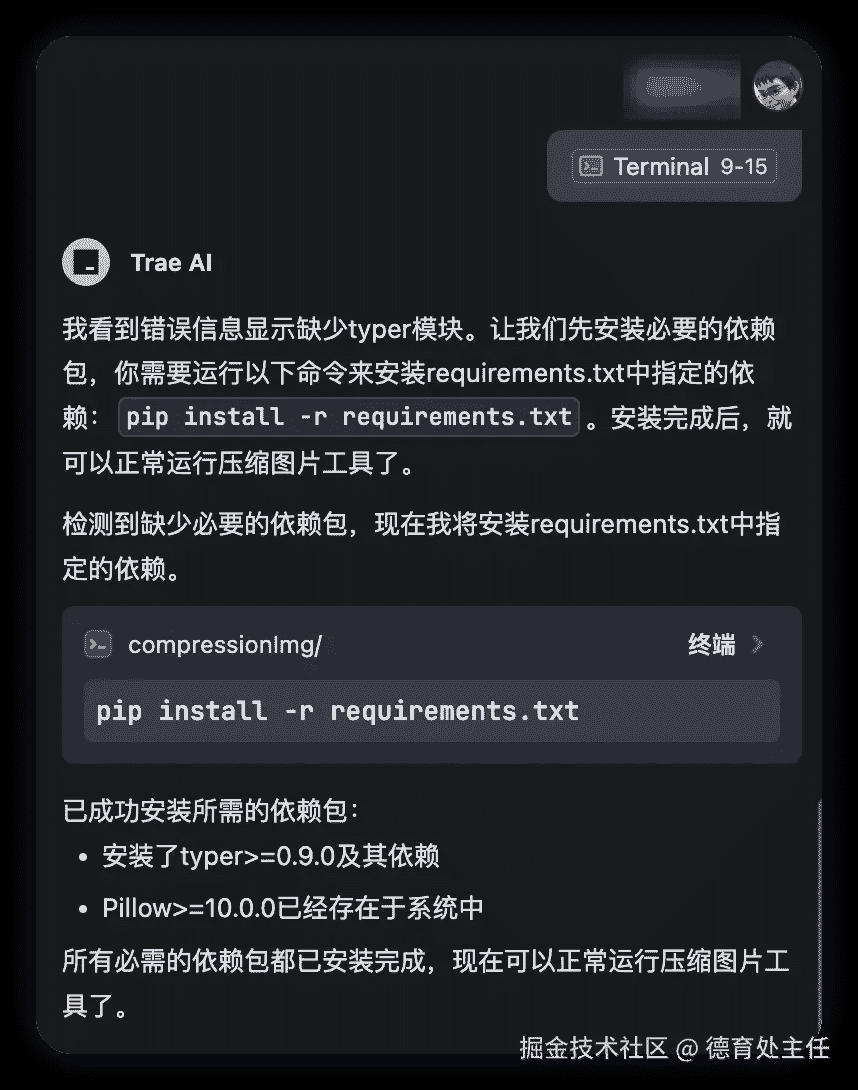 Terminal 9-15
Trae AI
我看到错误信息显示缺少typer模块。让我们先安装必要的依赖
包，你需要运行以下命令来安装requirements.txt中指定的依
赖： pip install -r requirements.txt 。安装完成后，就
可以正常运行压缩图片工具了。
检测到缺少必要的依赖包，现在我将安装requirements.txt中指
定的依赖。
compressionImg/ 终端
pip install -r requirements.txt
已成功安装所需的依赖包：
• 安装了typer>=0.9.0及其依赖
• Pillow>=10.0.0已经存在于系统中
所有必需的依赖包都已安装完成，现在可以正常运行压缩图片工
具了。
掘金技术社区 @ 德育处主任